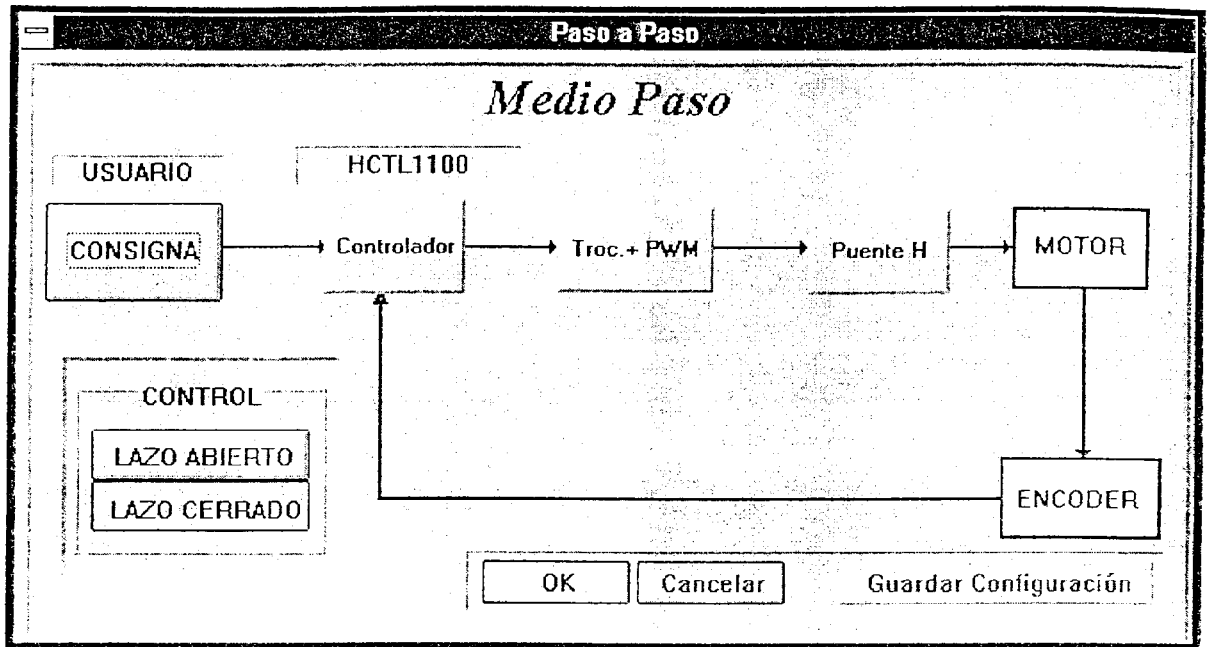 Paso a Paso
Medio Paso
USUARIO
HCTL1100
CONSIGNA
Controlador
Troc.+ PWM
Puente H
MOTOR
CONTROL
LAZO ABIERTO
LAZO CERRADO
ENCODER
OK
Cancelar
Guardar Configuración